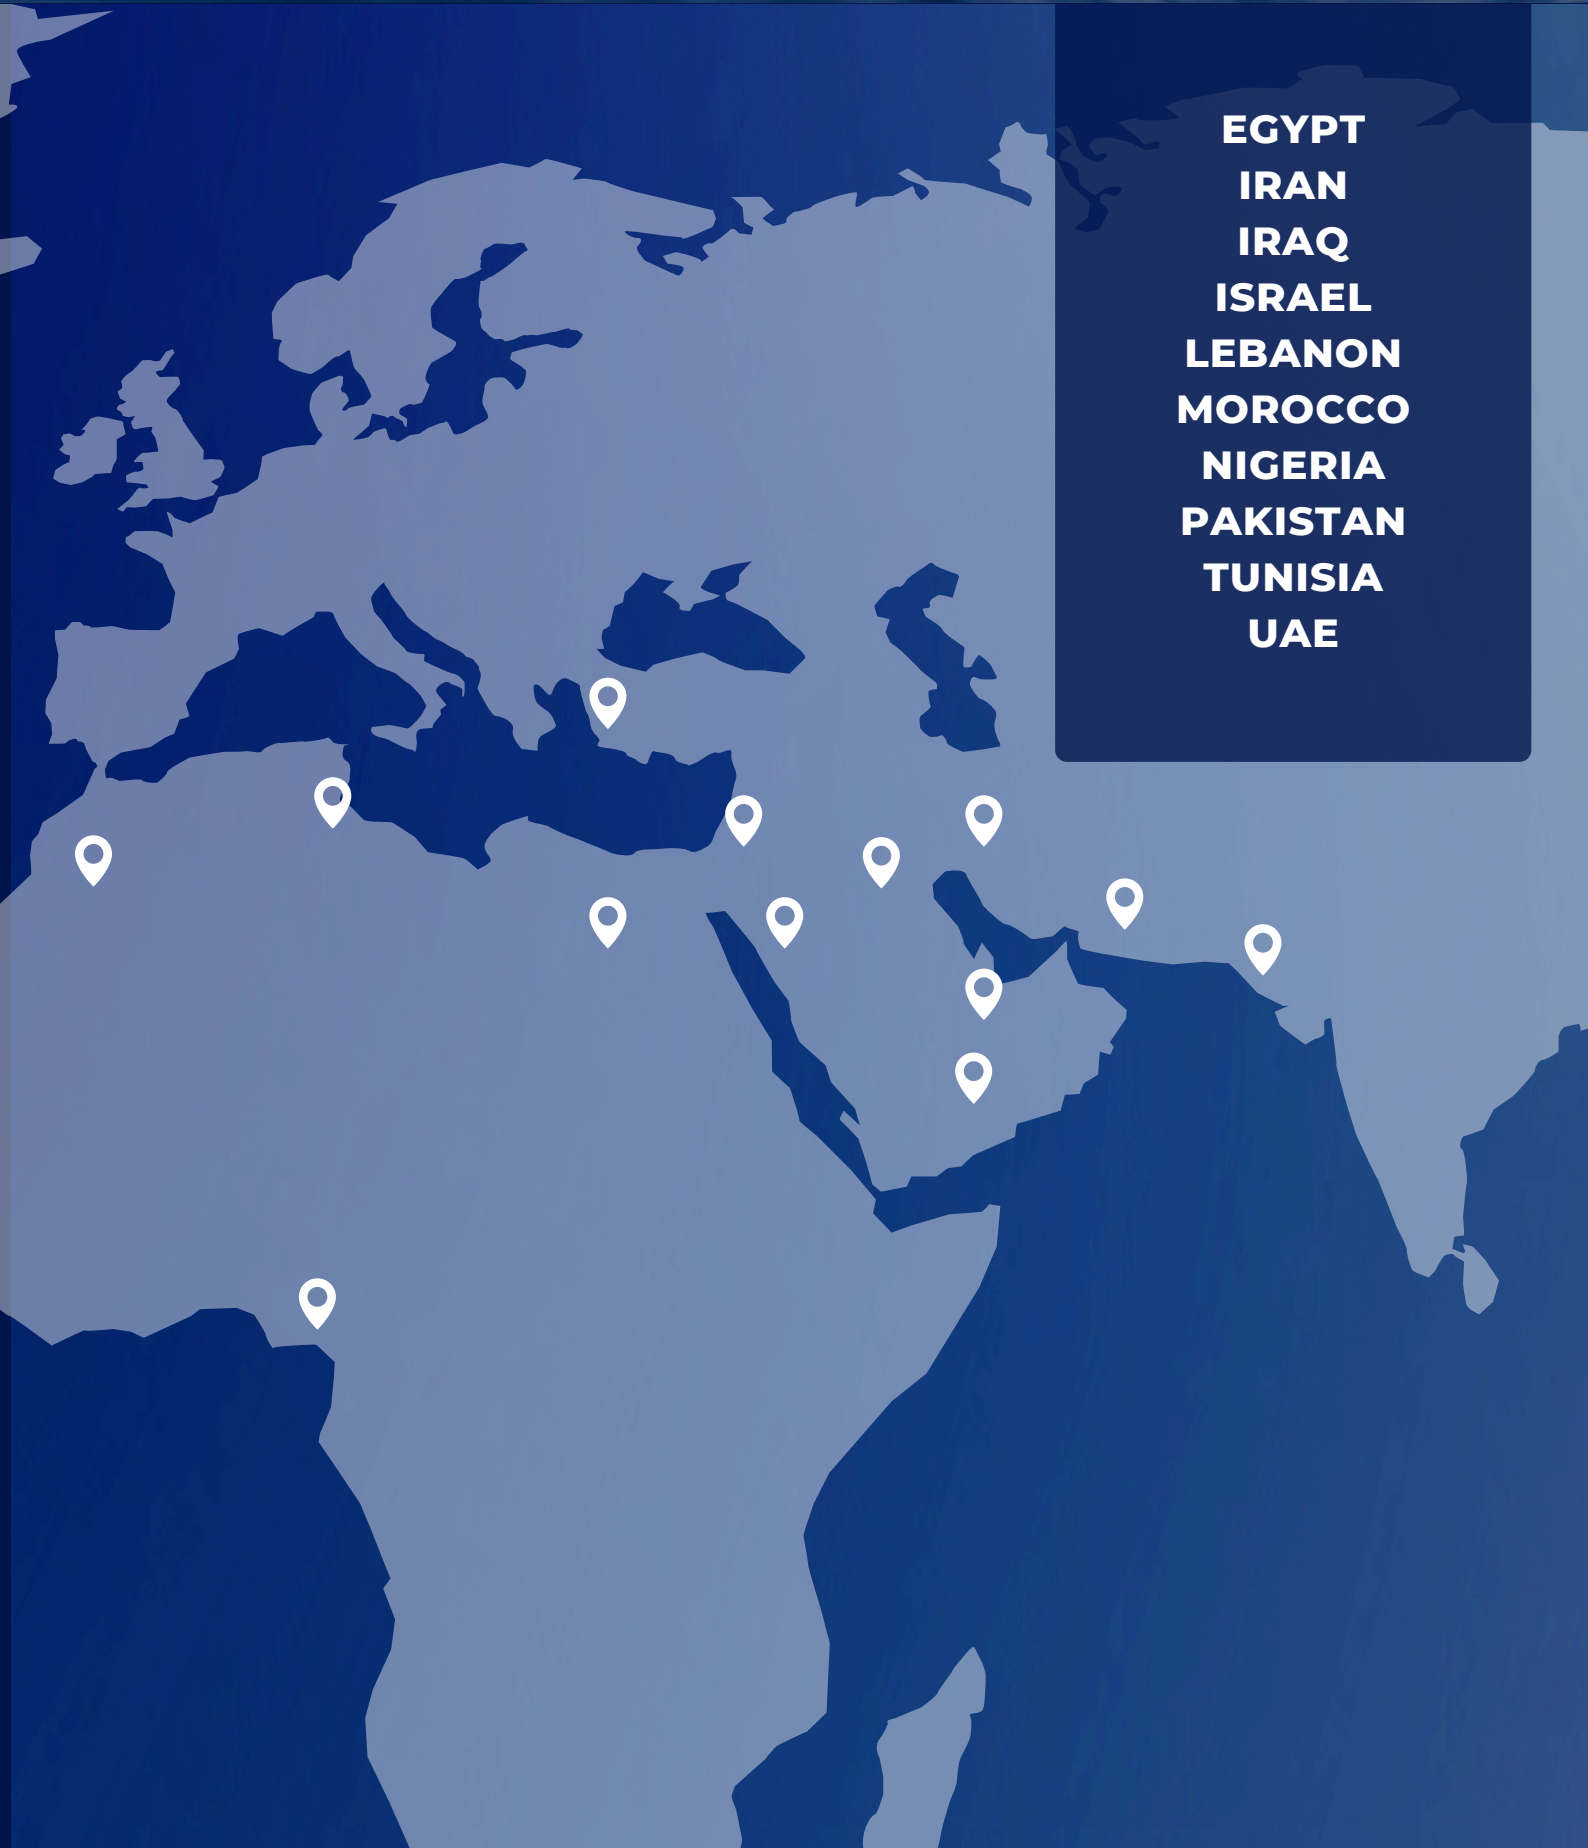 EGYPT
IRAN
IRAQ
ISRAEL
LEBANON
MOROCCO
NIGERIA
PAKISTAN
TUNISIA
UAE